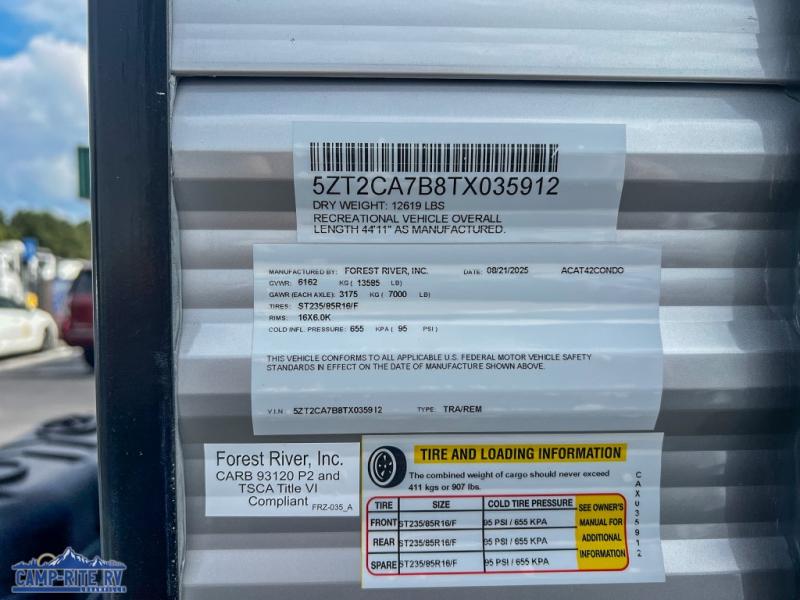 5ZT2CA7B8TX035912
DRY WEIGHT: 12619 LBS
RECREATIONAL VEHICLE OVERALL
LENGTH 44'11" AS MANUFACTURED.
MANUFACTURED BY: FOREST RIVER, INC. DATE: 08/21/2025 ACAT42CONDO
GVWR: 6162 KG ( 13585 LB)
GAWR (EACH AXLE): 3175 KG ( 7000 LB)
TIRES: ST235/85R16/F
RIMS: 16X6.0K
COLD INFL. PRESSURE: 655 KPA ( 95 PSI)
THIS VEHICLE CONFORMS TO ALL APPLICABLE U.S. FEDERAL MOTOR VEHICLE SAFETY
STANDARDS IN EFFECT ON THE DATE OF MANUFACTURE SHOWN ABOVE.
V.I.N: 5ZT2CA7B8TX035912 TYPE: TRA/REM
Forest River, Inc.
CARB 93120 P2 and
TSCA Title VI
Compliant FRZ-035_A
TIRE AND LOADING INFORMATION
The combined weight of cargo should never exceed
411 kgs or 907 lbs.
TIRE SIZE COLD TIRE PRESSURE
FRONT ST235/85R16/F 95 PSI / 655 KPA
REAR ST235/85R16/F 95 PSI / 655 KPA
SPARE ST235/85R16/F 95 PSI / 655 KPA
SEE OWNER'S
MANUAL FOR
ADDITIONAL
INFORMATION
CAX035912
CAMP-RITE RV